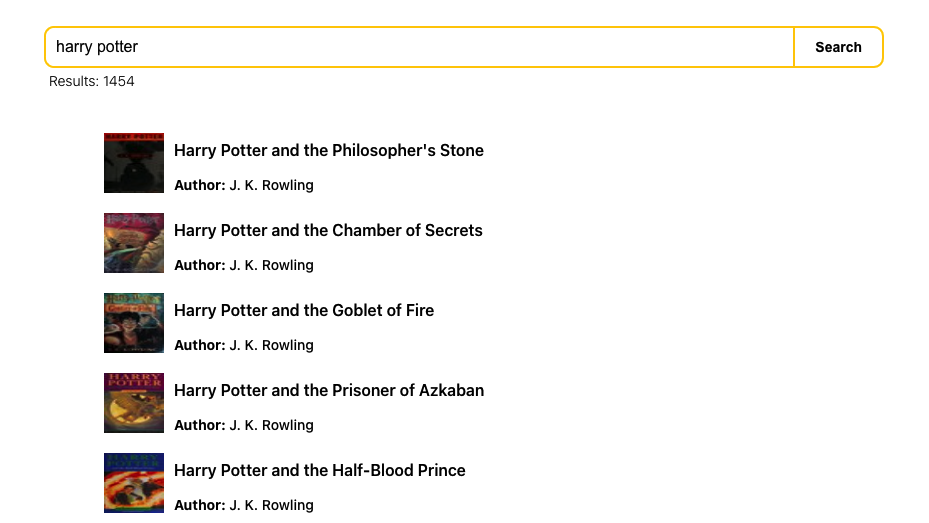 harry potter
Search
Results: 1454
HARRY POTTER
Harry Potter and the Philosopher's Stone
Author: J. K. Rowling
Harry Potter and the Chamber of Secrets
Author: J. K. Rowling
Harry Potter and the Goblet of Fire
Author: J. K. Rowling
HARRY
POTTER
Harry Potter and the Prisoner of Azkaban
Author: J. K. Rowling
Harry Potter and the Half-Blood Prince
Author: J. K. Rowling